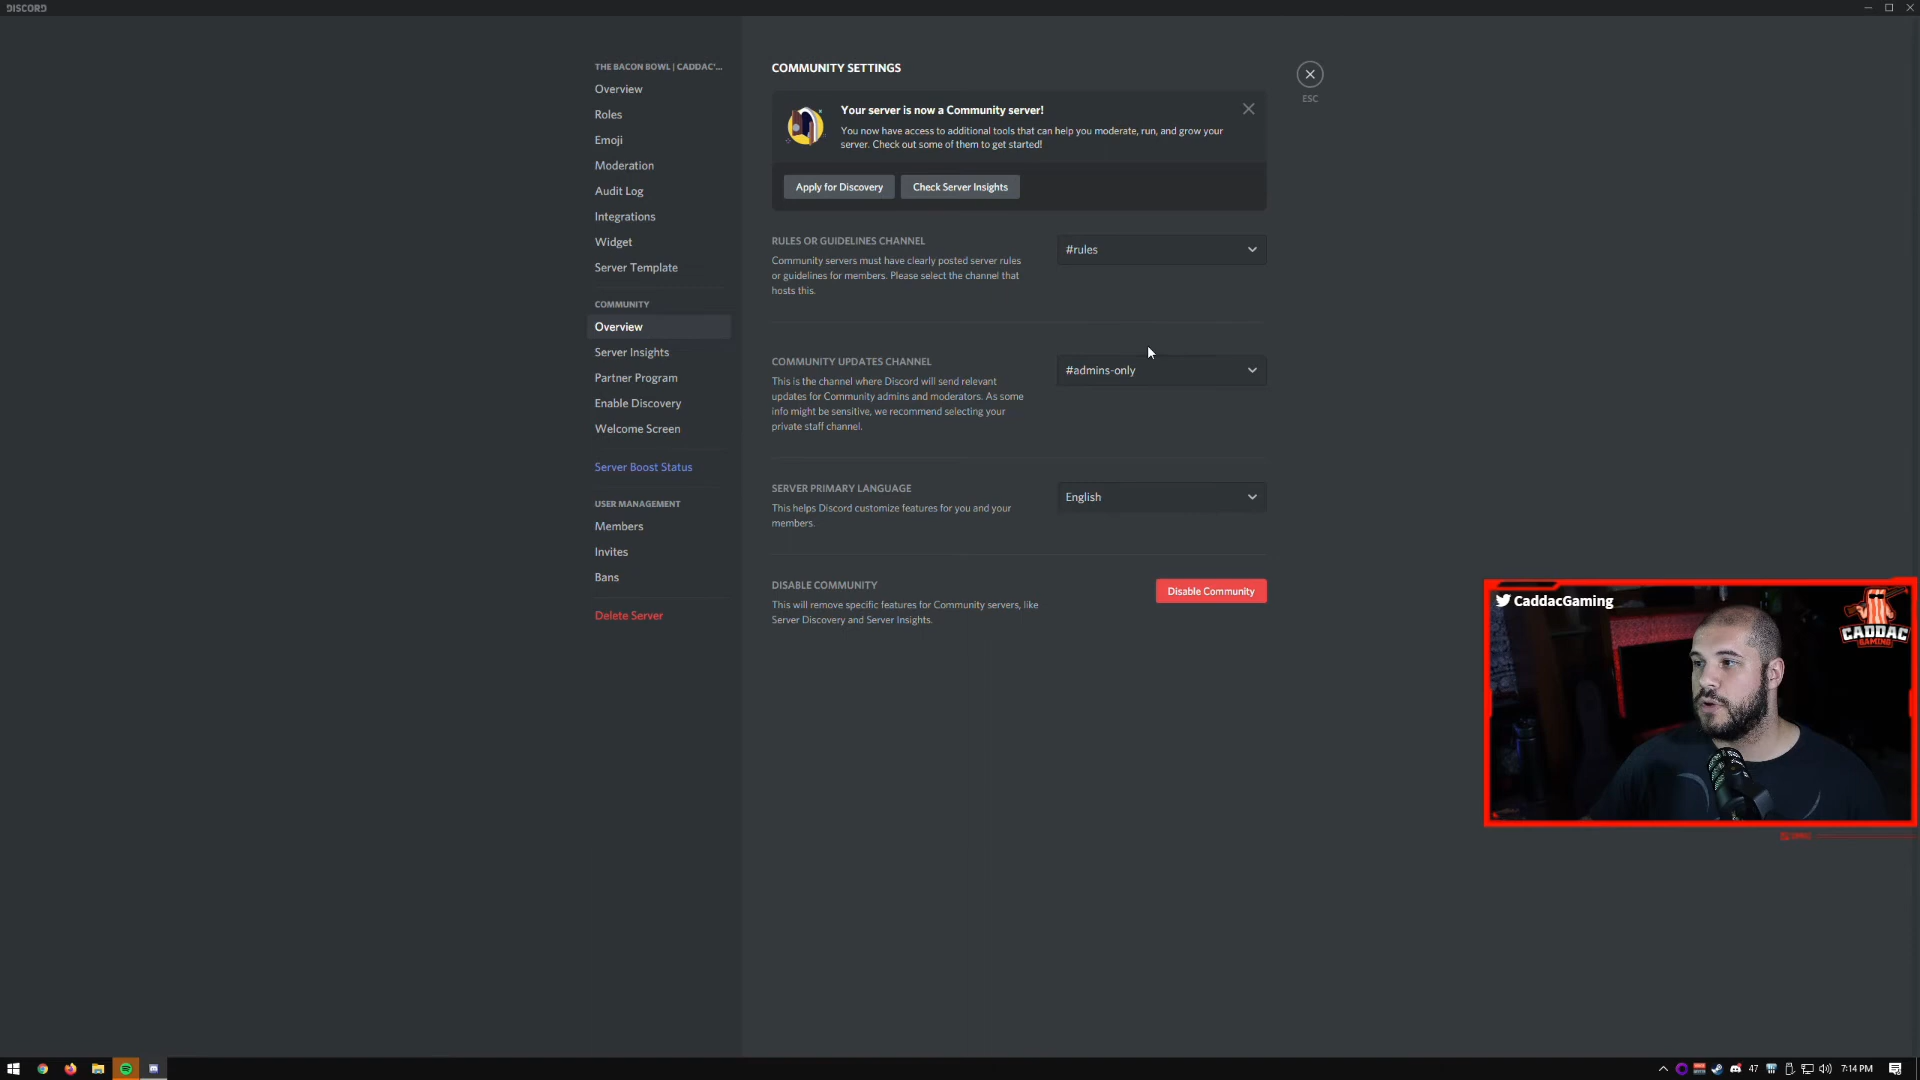 DISCORD
THE BACON BOWL | CADDAC'...
Overview
Roles
Emoji
Moderation
Audit Log
Integrations
Widget
Server Template
COMMUNITY
Overview
Server Insights
Partner Program
Enable Discovery
Welcome Screen
Server Boost Status
USER MANAGEMENT
Members
Invites
Bans
Delete Server
COMMUNITY SETTINGS
Your server is now a Community server!
You now have access to additional tools that can help you moderate, run, and grow your
server. Check out some of them to get started!
Apply for Discovery
Check Server Insights
ESC
RULES OR GUIDELINES CHANNEL
Community servers must have clearly posted server rules
or guidelines for members. Please select the channel that
hosts this.
#rules
COMMUNITY UPDATES CHANNEL
This is the channel where Discord will send relevant
updates for Community admins and moderators. As some
info might be sensitive, we recommend selecting your
private staff channel.
#admins-only
SERVER PRIMARY LANGUAGE
This helps Discord customize features for you and your
members.
English
DISABLE COMMUNITY
This will remove specific features for Community servers, like
Server Discovery and Server Insights.
Disable Community
CaddacGaming
CADDAC
GAMING
47
7:14 PM